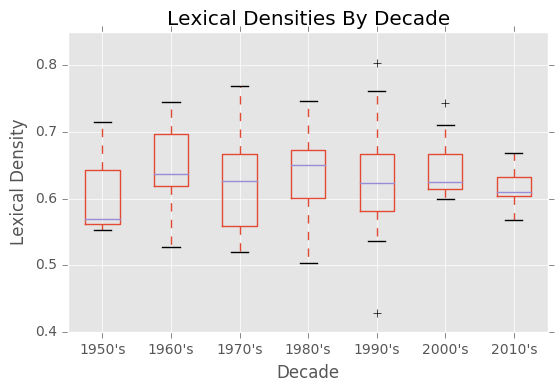 Lexical Densities By Decade
0.8
0.7
0.6
0.5
0.4
Lexical Density
1950's 1960's 1970's 1980's 1990's 2000's 2010's
Decade